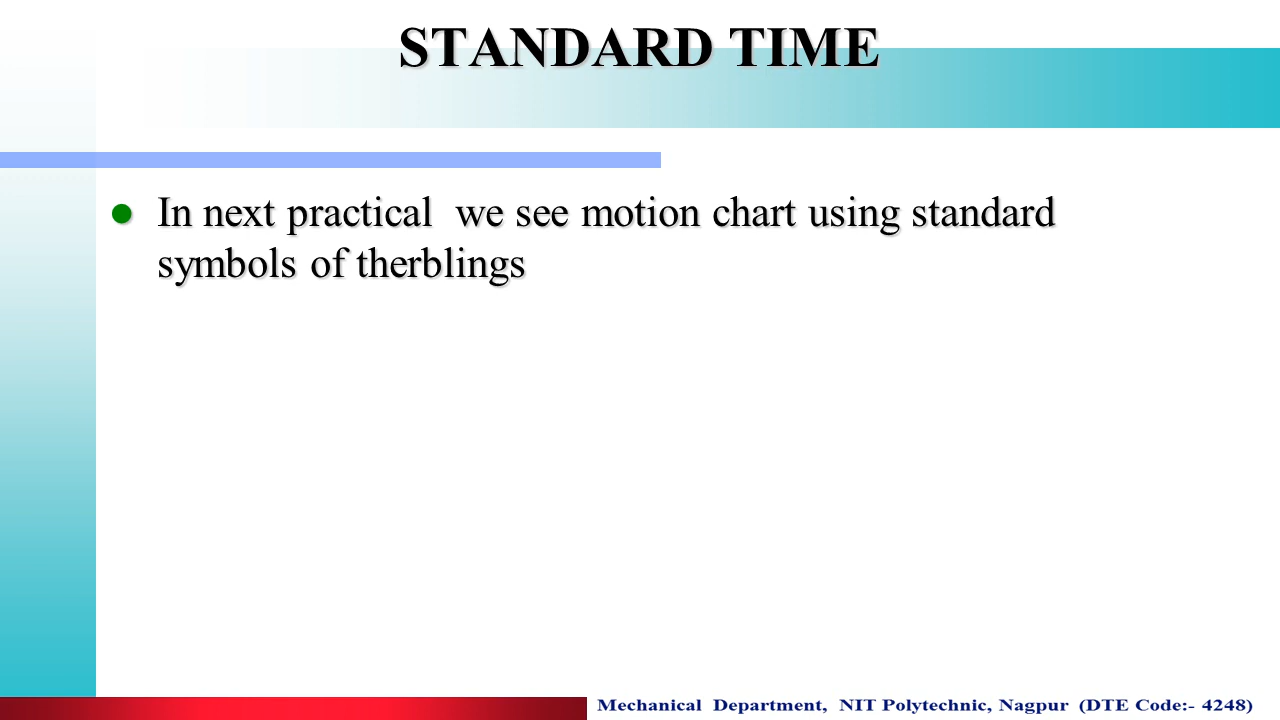 STANDARD TIME
In next practical  we see motion chart using standard
symbols of therblings
Mechanical Department, NIT Polytechnic, Nagpur (DTE Code:- 4248)